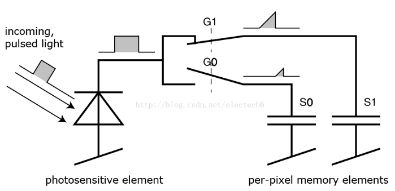 incoming,
pulsed light
G1
G0
S0
S1
photosensitive element
per-pixel memory elements